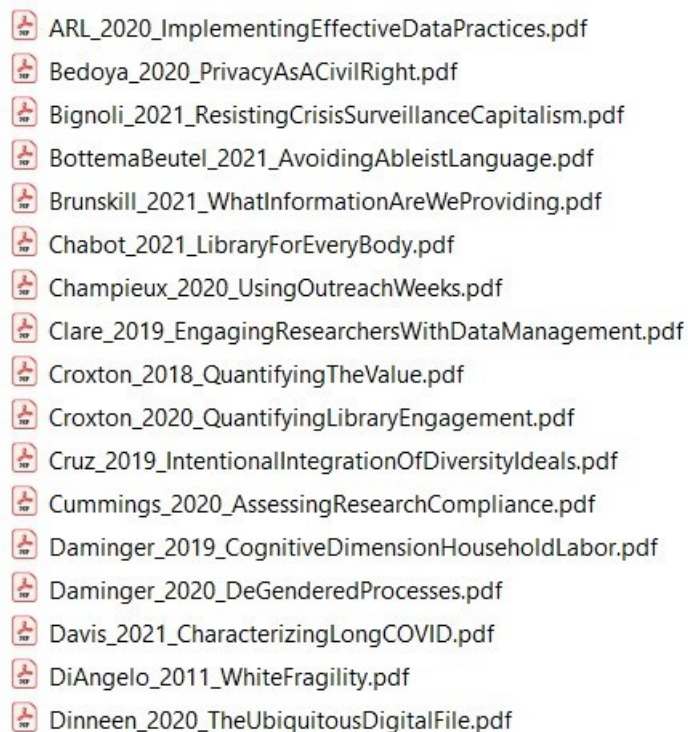 ARL_2020_ImplementingEffectiveDataPractices.pdf
Bedoya_2020_PrivacyAsACivilRight.pdf
Bignoli_2021_ResistingCrisisSurveillanceCapitalism.pdf
BottemaBeutel_2021_AvoidingAbleistLanguage.pdf
Brunskill_2021_WhatInformationAreWeProviding.pdf
Chabot_2021_LibraryForEveryBody.pdf
Champieux_2020_UsingOutreachWeeks.pdf
Clare_2019_EngagingResearchersWithDataManagement.pdf
Croxton_2018_QuantifyingTheValue.pdf
Croxton_2020_QuantifyingLibraryEngagement.pdf
Cruz_2019_IntentionalIntegrationOfDiversityIdeals.pdf
Cummings_2020_AssessingResearchCompliance.pdf
Daminger_2019_CognitiveDimensionHouseholdLabor.pdf
Daminger_2020_DeGenderedProcesses.pdf
Davis_2021_CharacterizingLongCOVID.pdf
DiAngelo_2011_WhiteFragility.pdf
Dinneen_2020_TheUbiquitousDigitalFile.pdf